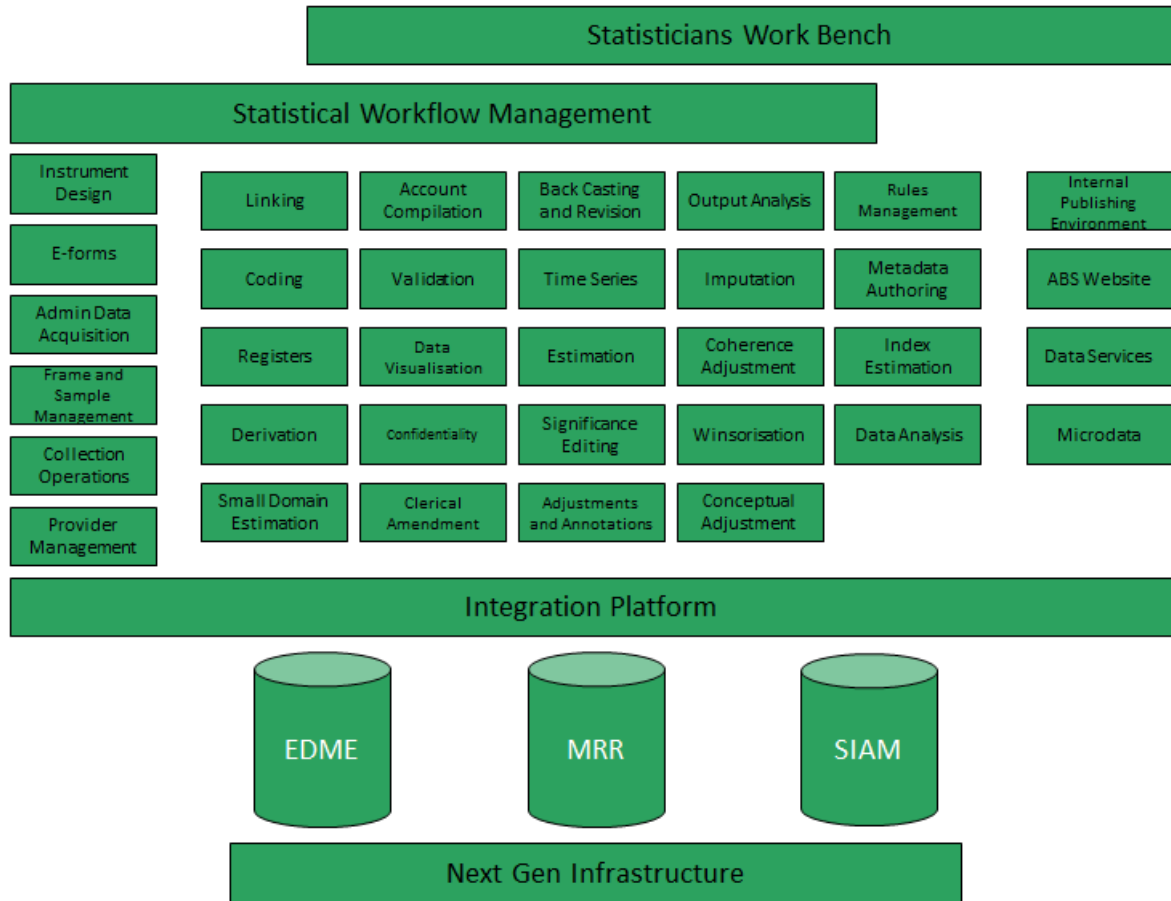 Statisticians Work Bench
Statistical Workflow Management
Instrument
Design
E-forms
Admin Data
Acquisition
Frame and
Sample
Management
Collection
Operations
Provider
Management
Linking
Account
Compilation
Back Casting
and Revision
Output Analysis
Rules
Management
Coding
Validation
Time Series
Imputation
Metadata
Authoring
Registers
Data
Visualisation
Estimation
Coherence
Adjustment
Index
Estimation
Derivation
Confidentiality
Significance
Editing
Winsorisation
Data Analysis
Small Domain
Estimation
Clerical
Amendment
Adjustments
and Annotations
Conceptual
Adjustment
Internal
Publishing
Environment
ABS Website
Data Services
Microdata
Integration Platform
EDME
MRR
SIAM
Next Gen Infrastructure